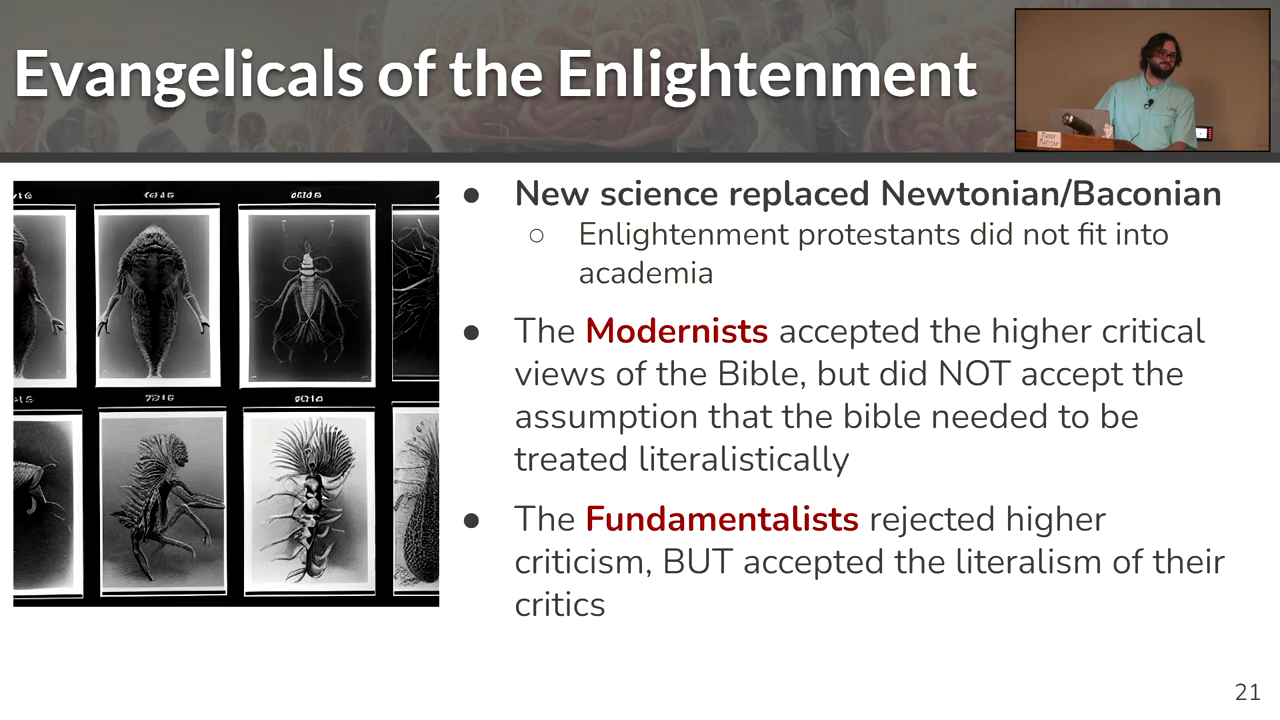 Evangelicals of the Enlightenment
● New science replaced Newtonian/Baconian
○ Enlightenment protestants did not fit into
academia
● The Modernists accepted the higher critical
views of the Bible, but did NOT accept the
assumption that the bible needed to be
treated literalistically
● The Fundamentalists rejected higher
criticism, BUT accepted the literalism of their
critics
21